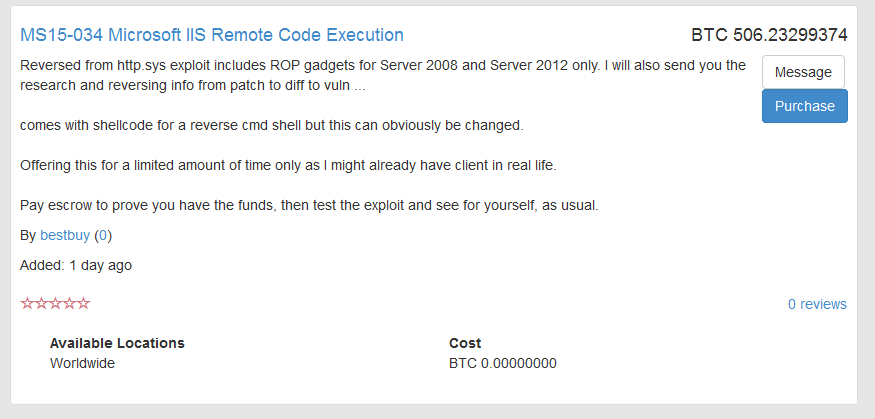 MS15-034 Microsoft IIS Remote Code Execution
BTC 506.23299374
Reversed from http.sys exploit includes ROP gadgets for Server 2008 and Server 2012 only. I will also send you the
research and reversing info from patch to diff to vuln ...
Message
Purchase
comes with shellcode for a reverse cmd shell but this can obviously be changed.
Offering this for a limited amount of time only as I might already have client in real life.
Pay escrow to prove you have the funds, then test the exploit and see for yourself, as usual.
By bestbuy (0)
Added: 1 day ago
0 reviews
Available Locations
Worldwide
Cost
BTC 0.00000000